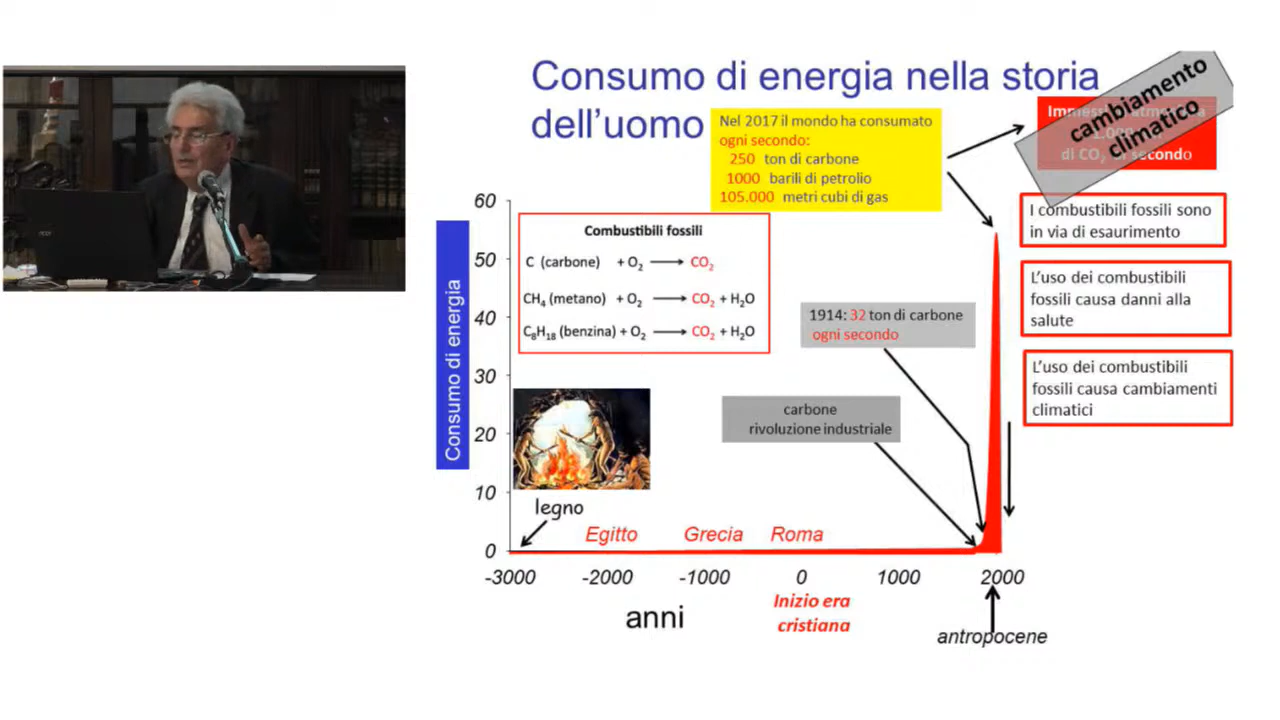 Consumo di energia nella storia
dell'uomo
Nel 2017 il mondo ha consumato
ogni secondo:
250 ton di carbone
1000 barili di petrolio
105.000 metri cubi di gas
cambiamento
climatico
di CO₂ secondo
I combustibili fossili sono
in via di esaurimento
L'uso dei combustibili
fossili causa danni alla
salute
L'uso dei combustibili
fossili causa cambiamenti
climatici
Combustibili fossili
C (carbone) + O₂ → CO₂
CH₄ (metano) + O₂ → CO₂ + H₂O
C₈H₁₈ (benzina) + O₂ → CO₂ + H₂O
1914: 32 ton di carbone
ogni secondo
carbone
rivoluzione industriale
Consumo di energia
60
50
40
30
20
10
0
legno
Egitto Grecia Roma
-3000 -2000 -1000 0 1000 2000
anni
Inizio era
cristiana
antropocene
acer